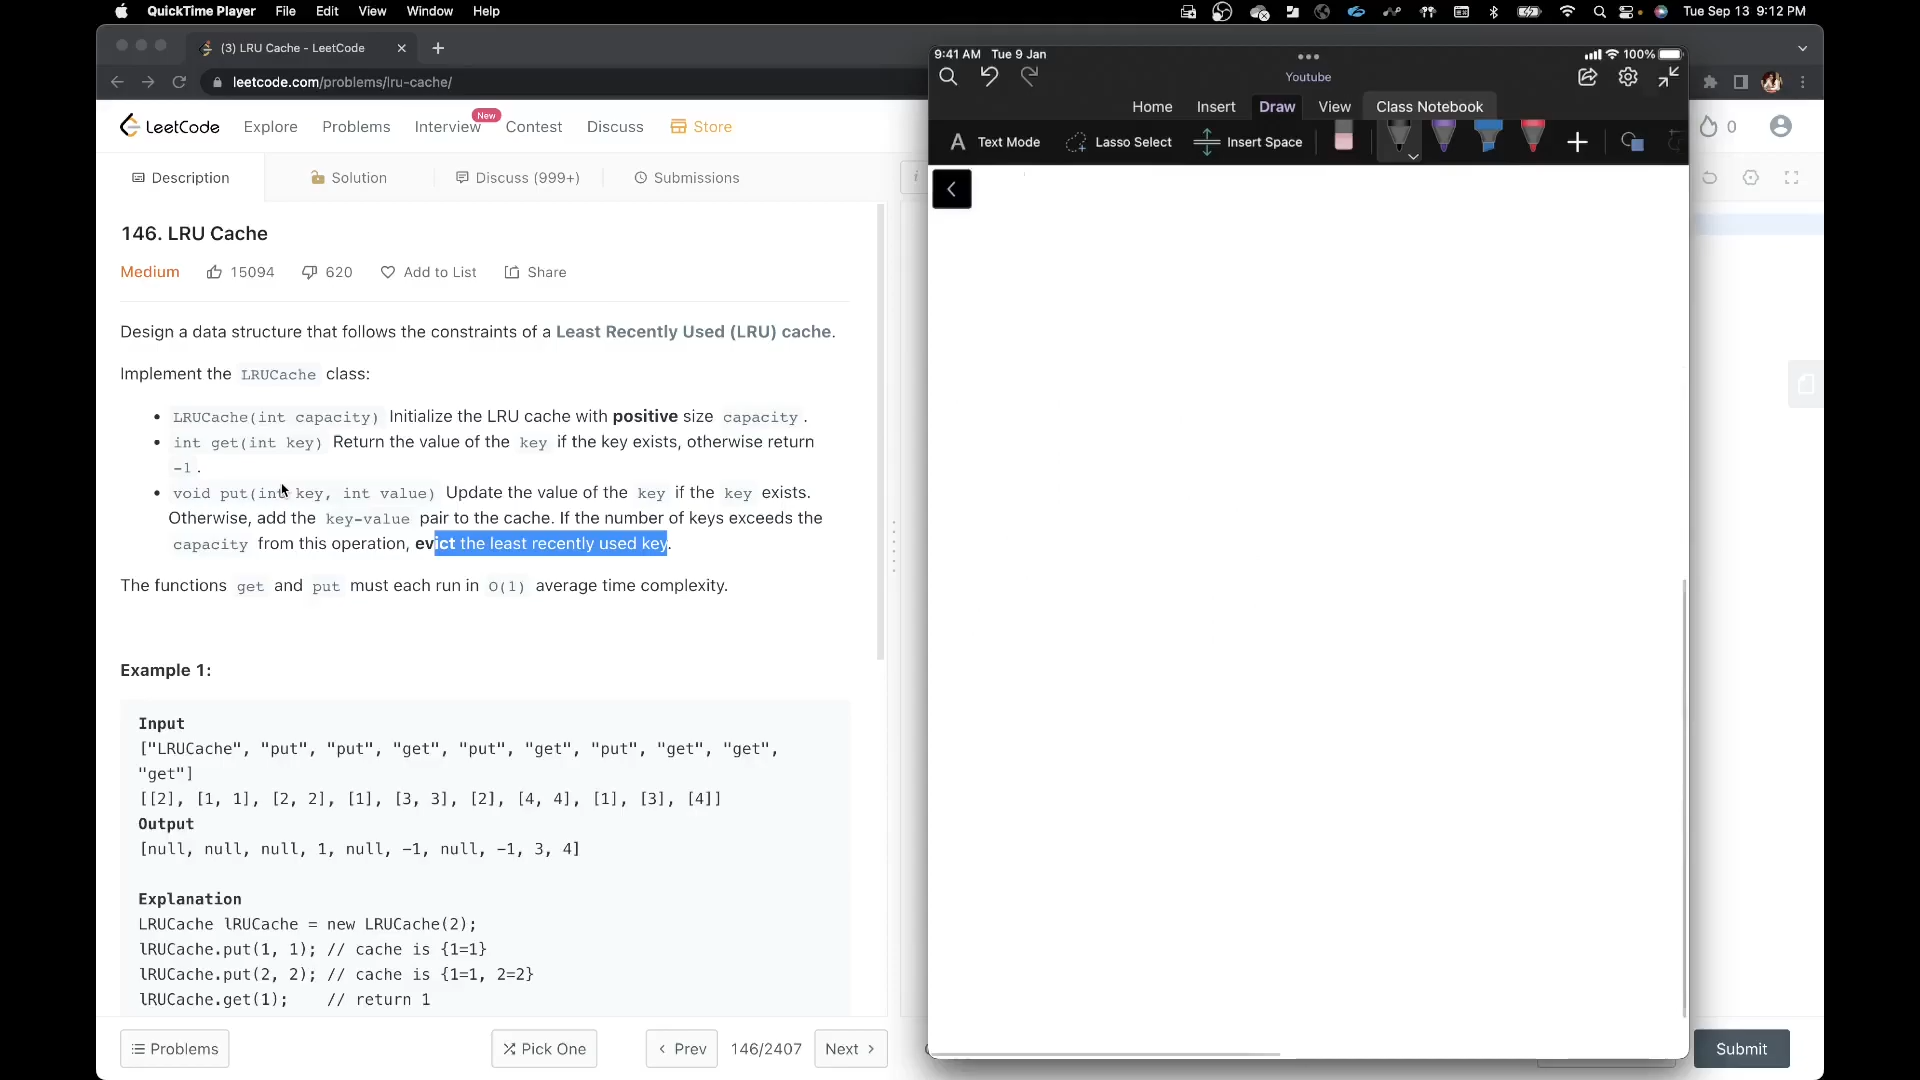 QuickTime Player File Edit View Window Help
Tue Sep 13 9:12 PM
(3) LRU Cache - LeetCode
leetcode.com/problems/lru-cache/
LeetCode Explore Problems Interview New Contest Discuss Store
0
Description Solution Discuss (999+) Submissions
146. LRU Cache
Medium 15094 620 Add to List Share
Design a data structure that follows the constraints of a Least Recently Used (LRU) cache.
Implement the LRUCache class:
LRUCache(int capacity) Initialize the LRU cache with positive size capacity.
int get(int key) Return the value of the key if the key exists, otherwise return
-1.
void put(int key, int value) Update the value of the key if the key exists.
Otherwise, add the key-value pair to the cache. If the number of keys exceeds the
capacity from this operation, evict the least recently used key.
The functions get and put must each run in O(1) average time complexity.
Example 1:
Input
["LRUCache", "put", "put", "get", "put", "get", "put", "get", "get",
"get"]
[[2], [1, 1], [2, 2], [1], [3, 3], [2], [4, 4], [1], [3], [4]]
Output
[null, null, null, 1, null, -1, null, -1, 3, 4]
Explanation
LRUCache lRUCache = new LRUCache(2);
lRUCache.put(1, 1); // cache is {1=1}
lRUCache.put(2, 2); // cache is {1=1, 2=2}
lRUCache.get(1); // return 1
Problems Pick One Prev 146/2407 Next
Submit
9:41 AM Tue 9 Jan
100%
Youtube
Home Insert Draw View Class Notebook
Text Mode Lasso Select Insert Space